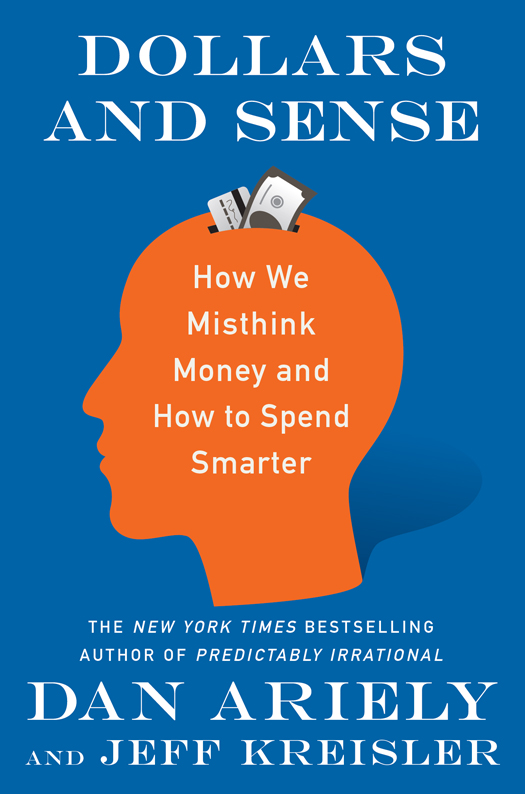 DOLLARS
AND SENSE
How We
Misthink
Money and
How to Spend
Smarter
THE NEW YORK TIMES BESTSELLING
AUTHOR OF PREDICTABLY IRRATIONAL
DAN ARIELY
AND JEFF KREISLER